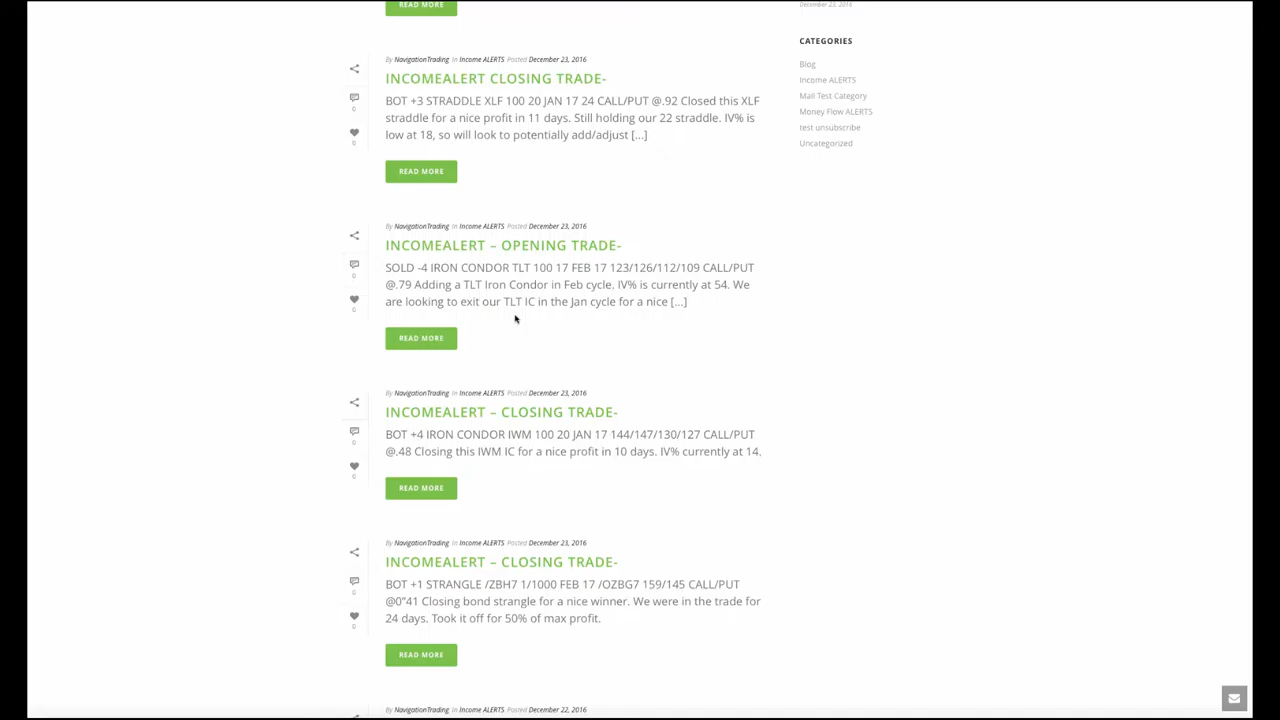 READ MORE
December 23, 2016
CATEGORIES
Blog
Income ALERTS
Mail Test Category
Money Flow ALERTS
test unsubscribe
Uncategorized
By NavigationTrading In Income ALERTS Posted December 23, 2016
INCOMEALERT CLOSING TRADE-
BOT +3 STRADDLE XLF 100 20 JAN 17 24 CALL/PUT @.92 Closed this XLF
straddle for a nice profit in 11 days. Still holding our 22 straddle. IV% is
low at 18, so will look to potentially add/adjust [...]
0
0
READ MORE
By NavigationTrading In Income ALERTS Posted December 23, 2016
INCOMEALERT – OPENING TRADE-
SOLD -4 IRON CONDOR TLT 100 17 FEB 17 123/126/112/109 CALL/PUT
@.79 Adding a TLT Iron Condor in Feb cycle. IV% is currently at 54. We
are looking to exit our TLT IC in the Jan cycle for a nice [...]
0
0
READ MORE
By NavigationTrading In Income ALERTS Posted December 23, 2016
INCOMEALERT – CLOSING TRADE-
BOT +4 IRON CONDOR IWM 100 20 JAN 17 144/147/130/127 CALL/PUT
@.48 Closing this IWM IC for a nice profit in 10 days. IV% currently at 14.
0
0
READ MORE
By NavigationTrading In Income ALERTS Posted December 23, 2016
INCOMEALERT – CLOSING TRADE-
BOT +1 STRANGLE /ZBH7 1/1000 FEB 17 /OZBG7 159/145 CALL/PUT
@0"41 Closing bond strangle for a nice winner. We were in the trade for
24 days. Took it off for 50% of max profit.
0
0
READ MORE
By NavigationTrading In Income ALERTS Posted December 22, 2016